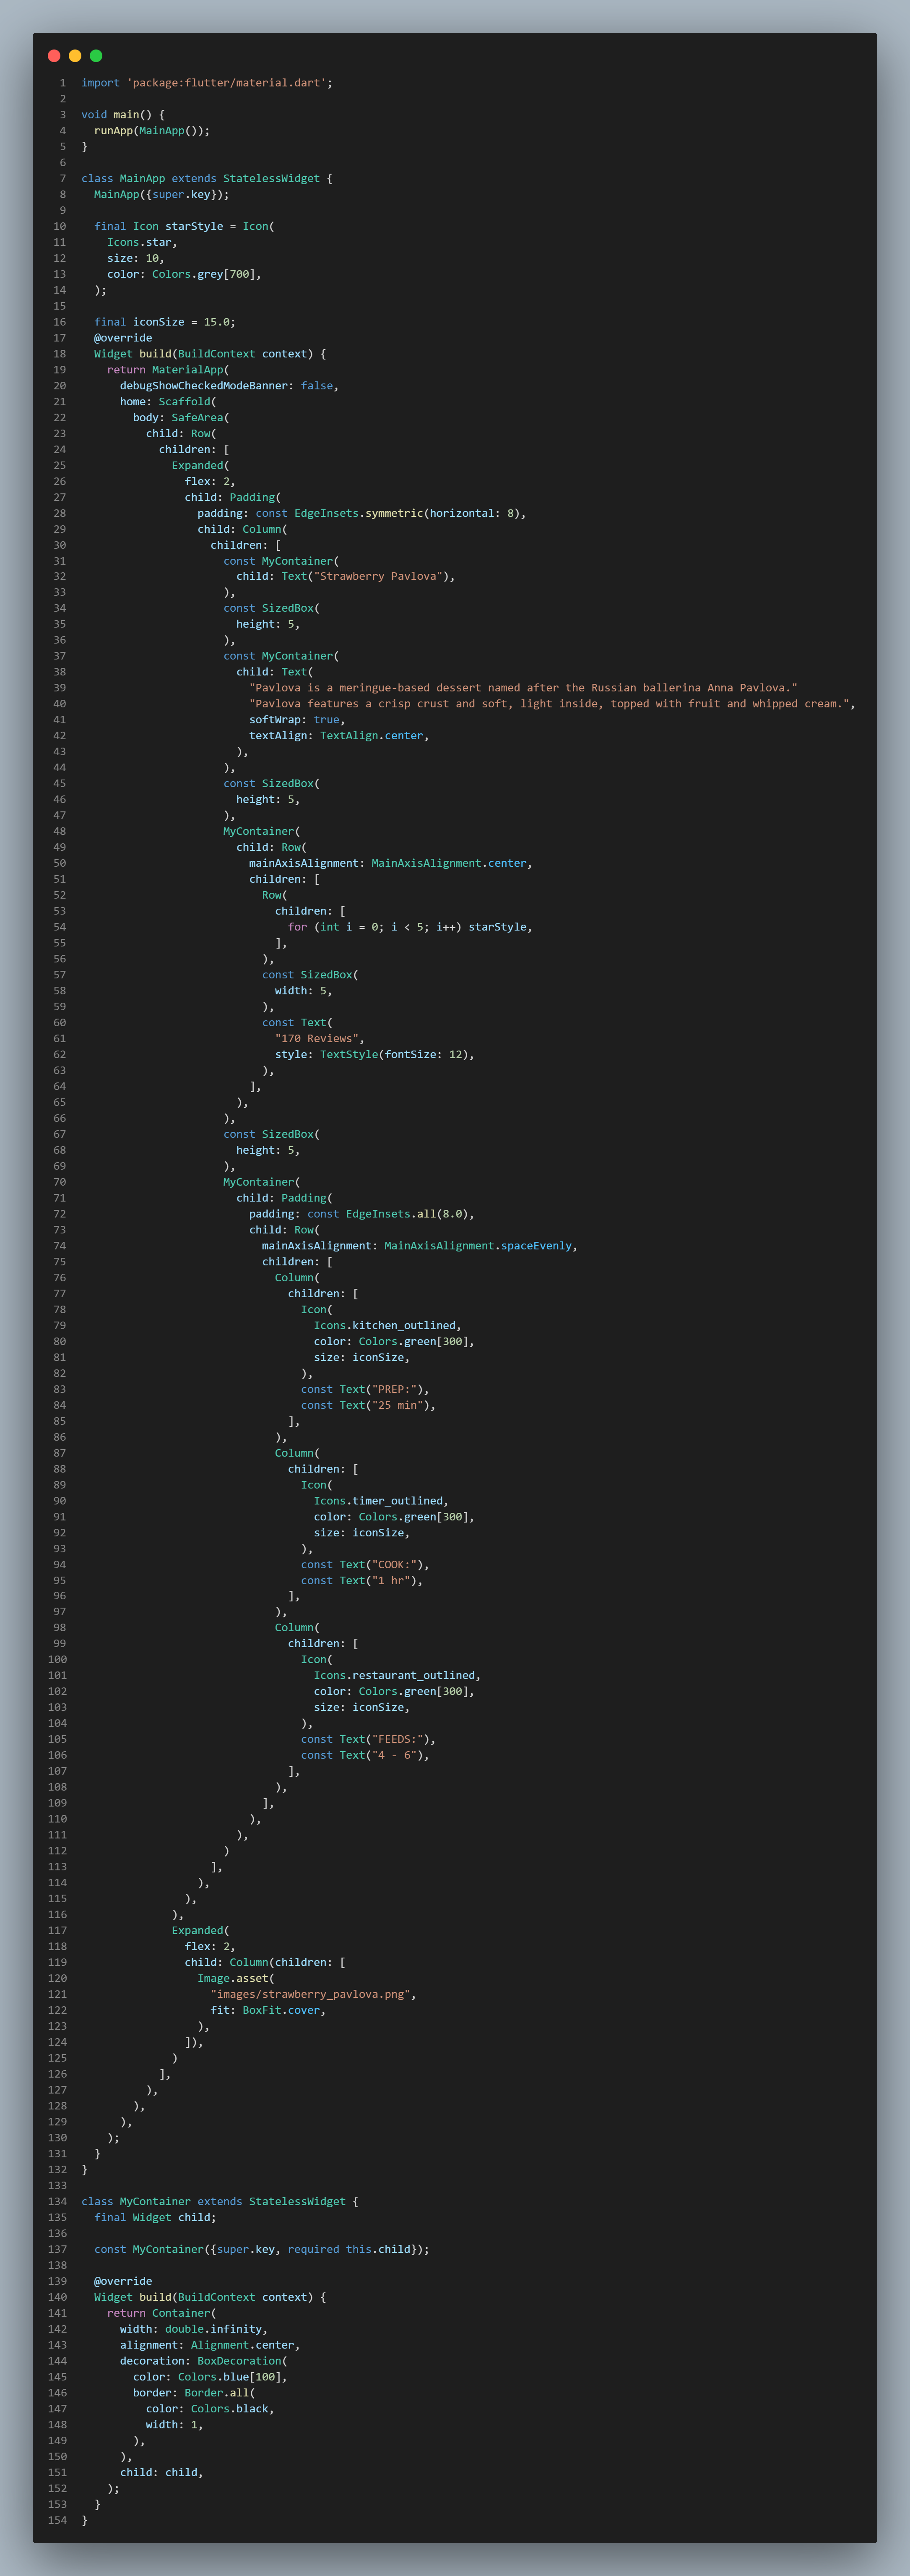 1 import 'package:flutter/material.dart';
2
3 void main() {
4   runApp(MainApp());
5 }
6
7 class MainApp extends StatelessWidget {
8   MainApp({super.key});
9
10   final Icon starStyle = Icon(
11     Icons.star,
12     size: 10,
13     color: Colors.grey[700],
14   );
15
16   final iconSize = 15.0;
17   @override
18   Widget build(BuildContext context) {
19     return MaterialApp(
20       debugShowCheckedModeBanner: false,
21       home: Scaffold(
22         body: SafeArea(
23           child: Row(
24             children: [
25               Expanded(
26                 flex: 2,
27                 child: Padding(
28                   padding: const EdgeInsets.symmetric(horizontal: 8),
29                   child: Column(
30                     children: [
31                       const MyContainer(
32                         child: Text("Strawberry Pavlova"),
33                       ),
34                       const SizedBox(
35                         height: 5,
36                       ),
37                       const MyContainer(
38                         child: Text(
39                           "Pavlova is a meringue-based dessert named after the Russian ballerina Anna Pavlova."
40                           "Pavlova features a crisp crust and soft, light inside, topped with fruit and whipped cream.",
41                           softWrap: true,
42                           textAlign: TextAlign.center,
43                         ),
44                       ),
45                       const SizedBox(
46                         height: 5,
47                       ),
48                       MyContainer(
49                         child: Row(
50                           mainAxisAlignment: MainAxisAlignment.center,
51                           children: [
52                             Row(
53                               children: [
54                                 for (int i = 0; i < 5; i++) starStyle,
55                               ],
56                             ),
57                             const SizedBox(
58                               width: 5,
59                             ),
60                             const Text(
61                               "170 Reviews",
62                               style: TextStyle(fontSize: 12),
63                             ),
64                           ],
65                         ),
66                       ),
67                       const SizedBox(
68                         height: 5,
69                       ),
70                       MyContainer(
71                         child: Padding(
72                           padding: const EdgeInsets.all(8.0),
73                           child: Row(
74                             mainAxisAlignment: MainAxisAlignment.spaceEvenly,
75                             children: [
76                               Column(
77                                 children: [
78                                   Icon(
79                                     Icons.kitchen_outlined,
80                                     color: Colors.green[300],
81                                     size: iconSize,
82                                   ),
83                                   const Text("PREP:"),
84                                   const Text("25 min"),
85                                 ],
86                               ),
87                               Column(
88                                 children: [
89                                   Icon(
90                                     Icons.timer_outlined,
91                                     color: Colors.green[300],
92                                     size: iconSize,
93                                   ),
94                                   const Text("COOK:"),
95                                   const Text("1 hr"),
96                                 ],
97                               ),
98                               Column(
99                                 children: [
100                                   Icon(
101                                     Icons.restaurant_outlined,
102                                     color: Colors.green[300],
103                                     size: iconSize,
104                                   ),
105                                   const Text("FEEDS:"),
106                                   const Text("4 - 6"),
107                                 ],
108                               ),
109                             ],
110                           ),
111                         ),
112                       )
113                     ],
114                   ),
115                 ),
116               ),
117               Expanded(
118                 flex: 2,
119                 child: Column(children: [
120                   Image.asset(
121                     "images/strawberry_pavlova.png",
122                     fit: BoxFit.cover,
123                   ),
124                 ]),
125               )
126             ],
127           ),
128         ),
129       ),
130     );
131   }
132 }
133
134 class MyContainer extends StatelessWidget {
135   final Widget child;
136
137   const MyContainer({super.key, required this.child});
138
139   @override
140   Widget build(BuildContext context) {
141     return Container(
142       width: double.infinity,
143       alignment: Alignment.center,
144       decoration: BoxDecoration(
145         color: Colors.blue[100],
146         border: Border.all(
147           color: Colors.black,
148           width: 1,
149         ),
150       ),
151       child: child,
152     );
153   }
154 }